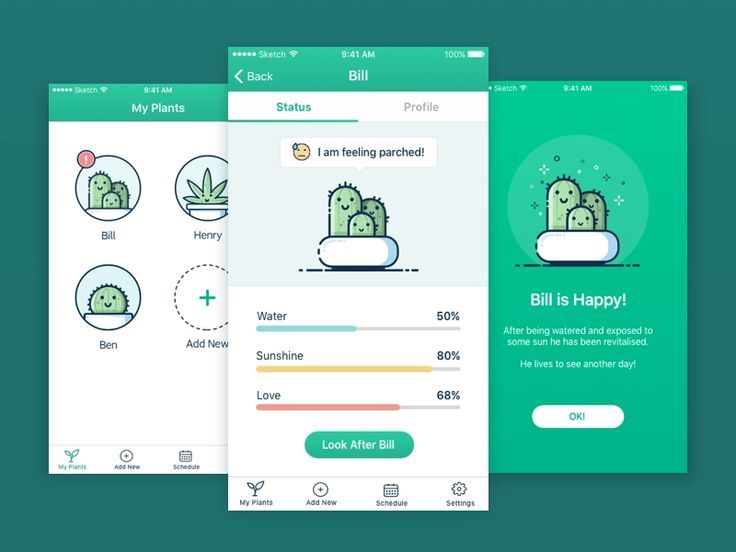 Sketch 9:41 AM
My Plants
Bill
Henry
Ben
Add New
My Plants
Add New
Schedule
Sketch 9:41 AM 100%
Back
Bill
Status
Profile
I am feeling parched!
Water 50%
Sunshine 80%
Love 68%
Look After Bill
My Plants
Add New
Schedule
Settings
Sketch 9:41 AM 100%
Bill is Happy!
After being watered and exposed to
some sun he has been revitalised.
He lives to see another day!
OK!